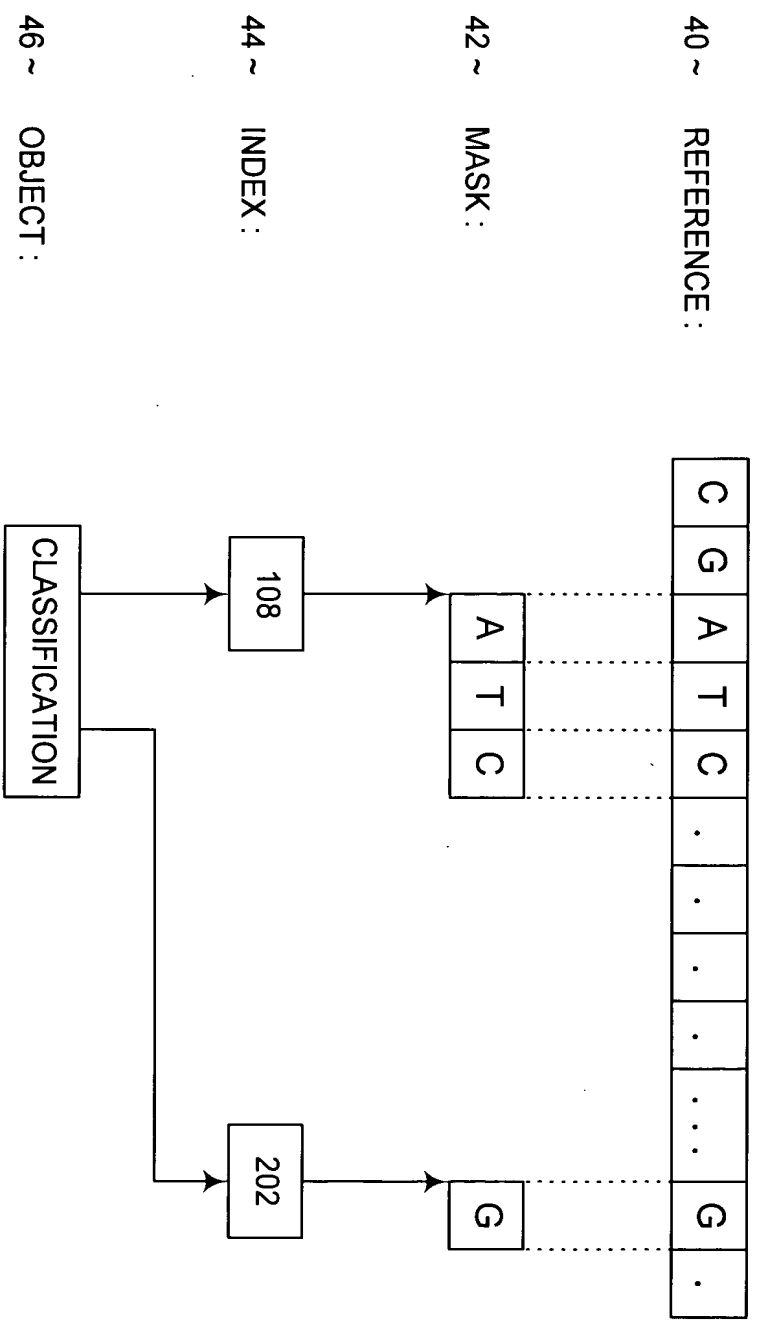 40 ~ REFERENCE : C G A T C . . . . ... G .
42 ~ MASK : A T C G
44 ~ INDEX : 108 202
46 ~ OBJECT : CLASSIFICATION